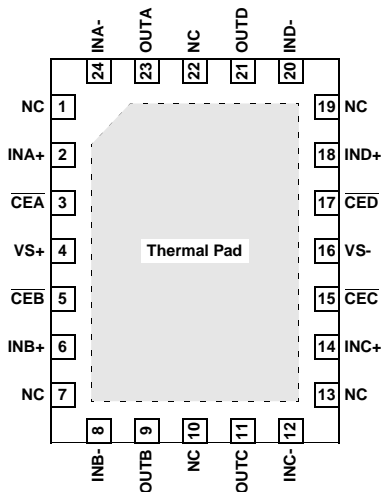 INA-
OUTA
NC
OUTD
IND-
24
23
22
21
20
NC 1
19 NC
INA+ 2
18 IND+
CEA 3
17 CED
VS+ 4
Thermal Pad
16 VS-
CEB 5
15 CEC
INB+ 6
14 INC+
NC 7
13 NC
8
9
10
11
12
INB-
OUTB
NC
OUTC
INC-